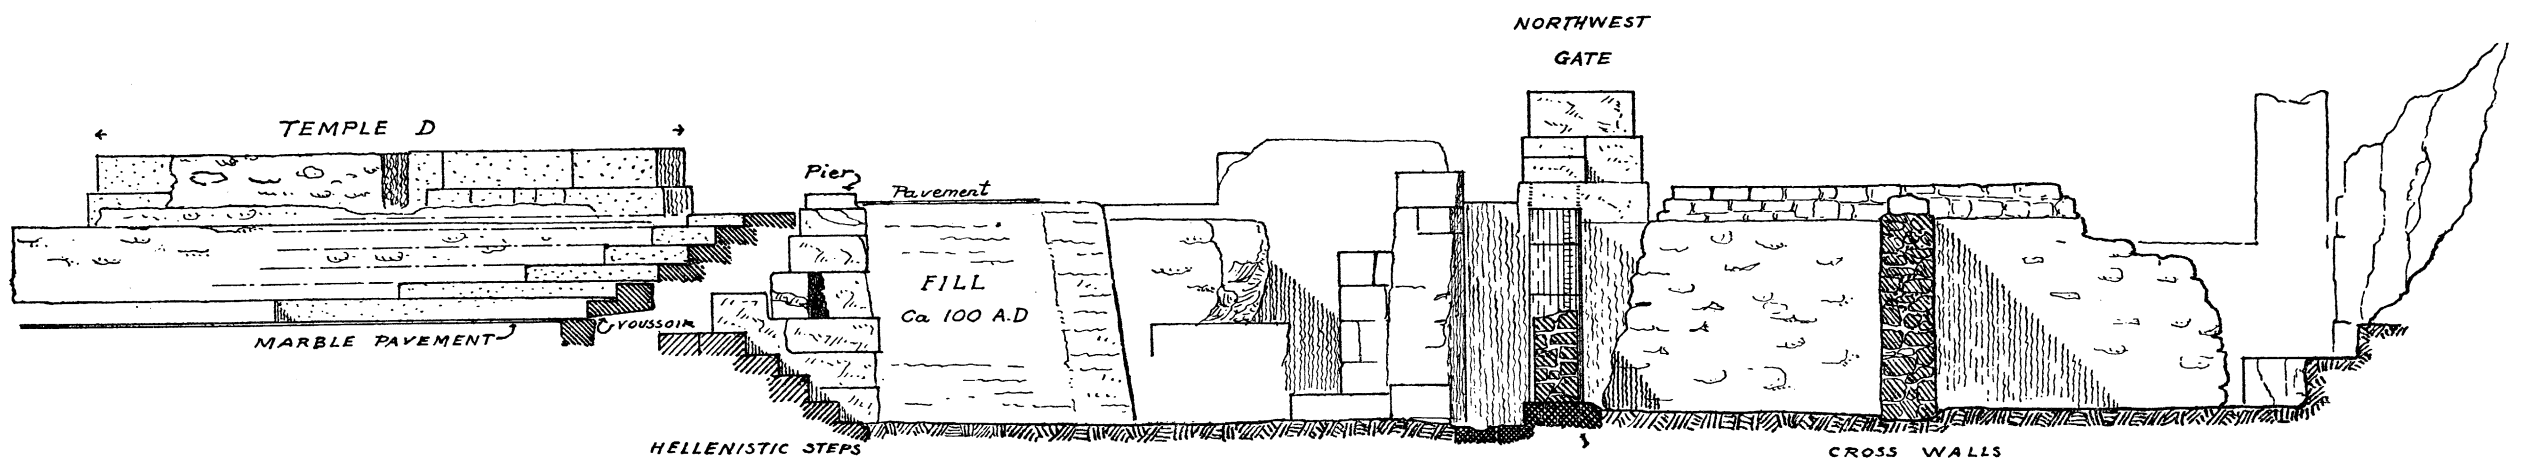 NORTHWEST
GATE
TEMPLE D
Pier
Pavement
FILL
Ca 100 A.D
VOUSSOIR
MARBLE PAVEMENT
HELLENISTIC STEPS
CROSS WALLS